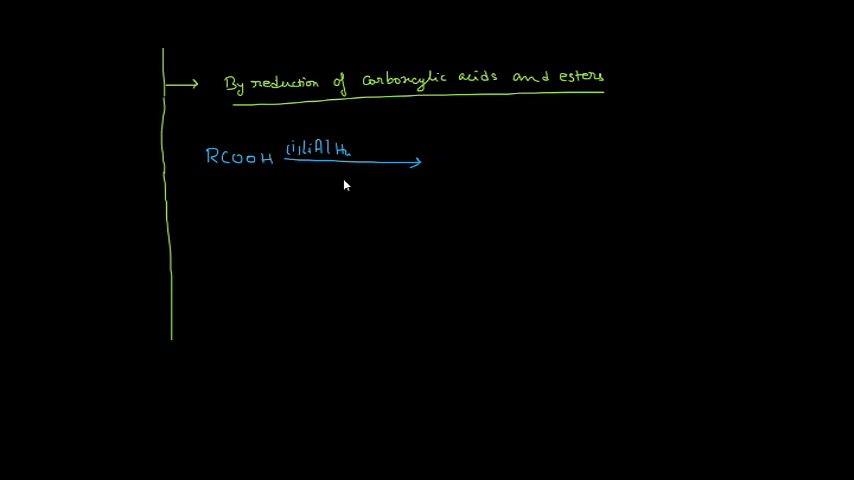 By reduction of carboxylic acids and esters
RCOOH (i) LiAlH₄